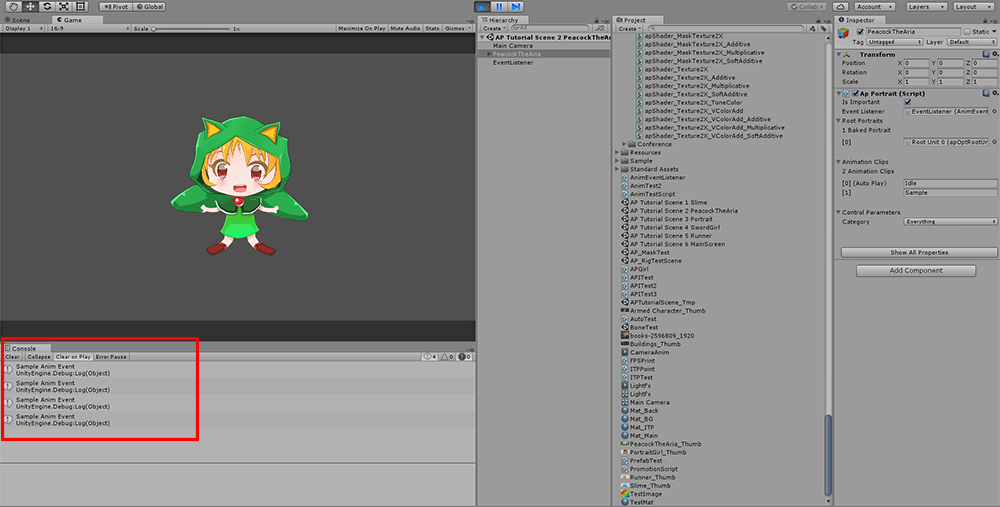 Pivot Global Collab Account Layers Layout
Scene Game
Display 1 16:9 Scale 1x Maximize On Play Mute Audio Stats Gizmos
Console
Clear Collapse Clear on Play Error Pause 4 0 0
Sample Anim Event
UnityEngine.Debug:Log(Object)
Sample Anim Event
UnityEngine.Debug:Log(Object)
Sample Anim Event
UnityEngine.Debug:Log(Object)
Sample Anim Event
UnityEngine.Debug:Log(Object)
Hierarchy
Create All
AP Tutorial Scene 2 PeacockTheAria
Main Camera
PeacockTheAria
EventListener
Project
Create
apShader_MaskTexture2X
apShader_MaskTexture2X_Additive
apShader_MaskTexture2X_Multiplicative
apShader_MaskTexture2X_SoftAdditive
apShader_Texture2X
apShader_Texture2X_Additive
apShader_Texture2X_Multiplicative
apShader_Texture2X_SoftAdditive
apShader_Texture2X_ToneColor
apShader_Texture2X_VColorAdd
apShader_Texture2X_VColorAdd_Additive
apShader_Texture2X_VColorAdd_Multiplicative
apShader_Texture2X_VColorAdd_SoftAdditive
Conference
Resources
Sample
Standard Assets
AnimEventListener
AnimTest2
AnimTestScript
AP Tutorial Scene 1 Slime
AP Tutorial Scene 2 PeacockTheAria
AP Tutorial Scene 3 Portrait
AP Tutorial Scene 4 SwordGirl
AP Tutorial Scene 5 Runner
AP Tutorial Scene 6 MainScreen
AP_MaskTest
AP_RigTestScene
APGirl
APITest
APITest2
APITest3
APTutorialScene_Tmp
Armed Character_Thumb
AutoTest
BoneTest
books-2596809_1920
Buildings_Thumb
CameraAnim
FPSPrint
ITPPoint
ITPTest
LightFx
LightFx
Main Camera
Mat_Back
Mat_BG
Mat_ITP
Mat_Main
PeacockTheAria_Thumb
PortraitGirl_Thumb
PrefabTest
PromotionScript
Runner_Thumb
Slime_Thumb
TestImage
TestMat
Inspector
PeacockTheAria Static
Tag Untagged Layer Default
Transform
Position X 0 Y 0 Z 0
Rotation X 0 Y 0 Z 0
Scale X 1 Y 1 Z 1
Ap Portrait (Script)
Is Important
Event Listener EventListener (AnimEvent
Root Portraits
1 Baked Portrait
[0] Root Unit 0 (apOptRootUn
Animation Clips
2 Animation Clips
[0] (Auto Play) Idle
[1] Sample
Control Parameters
Category Everything
Show All Properties
Add Component